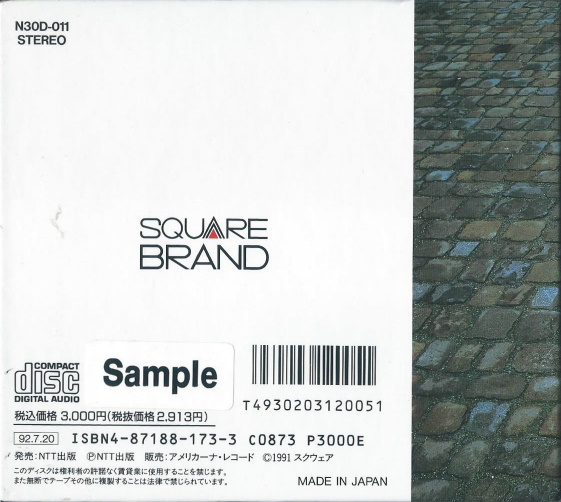 N30D-011
STEREO
SQUARE
BRAND
COMPACT
disc
DIGITAL AUDIO
Sample
T4930203120051
税込価格 3,000円(税抜価格2,913円)
92.7.20 ISBN4-87188-173-3 C0873 P3000E
発売:NTT出版 ⓅNTT出版 販売:アメリカーナ・レコード ©1991 スクウェア
このディスクは権利者の許諾なく賃貸業に使用することを禁じます。
また無断でテープその他に複製することは法律で禁じられています。
MADE IN JAPAN